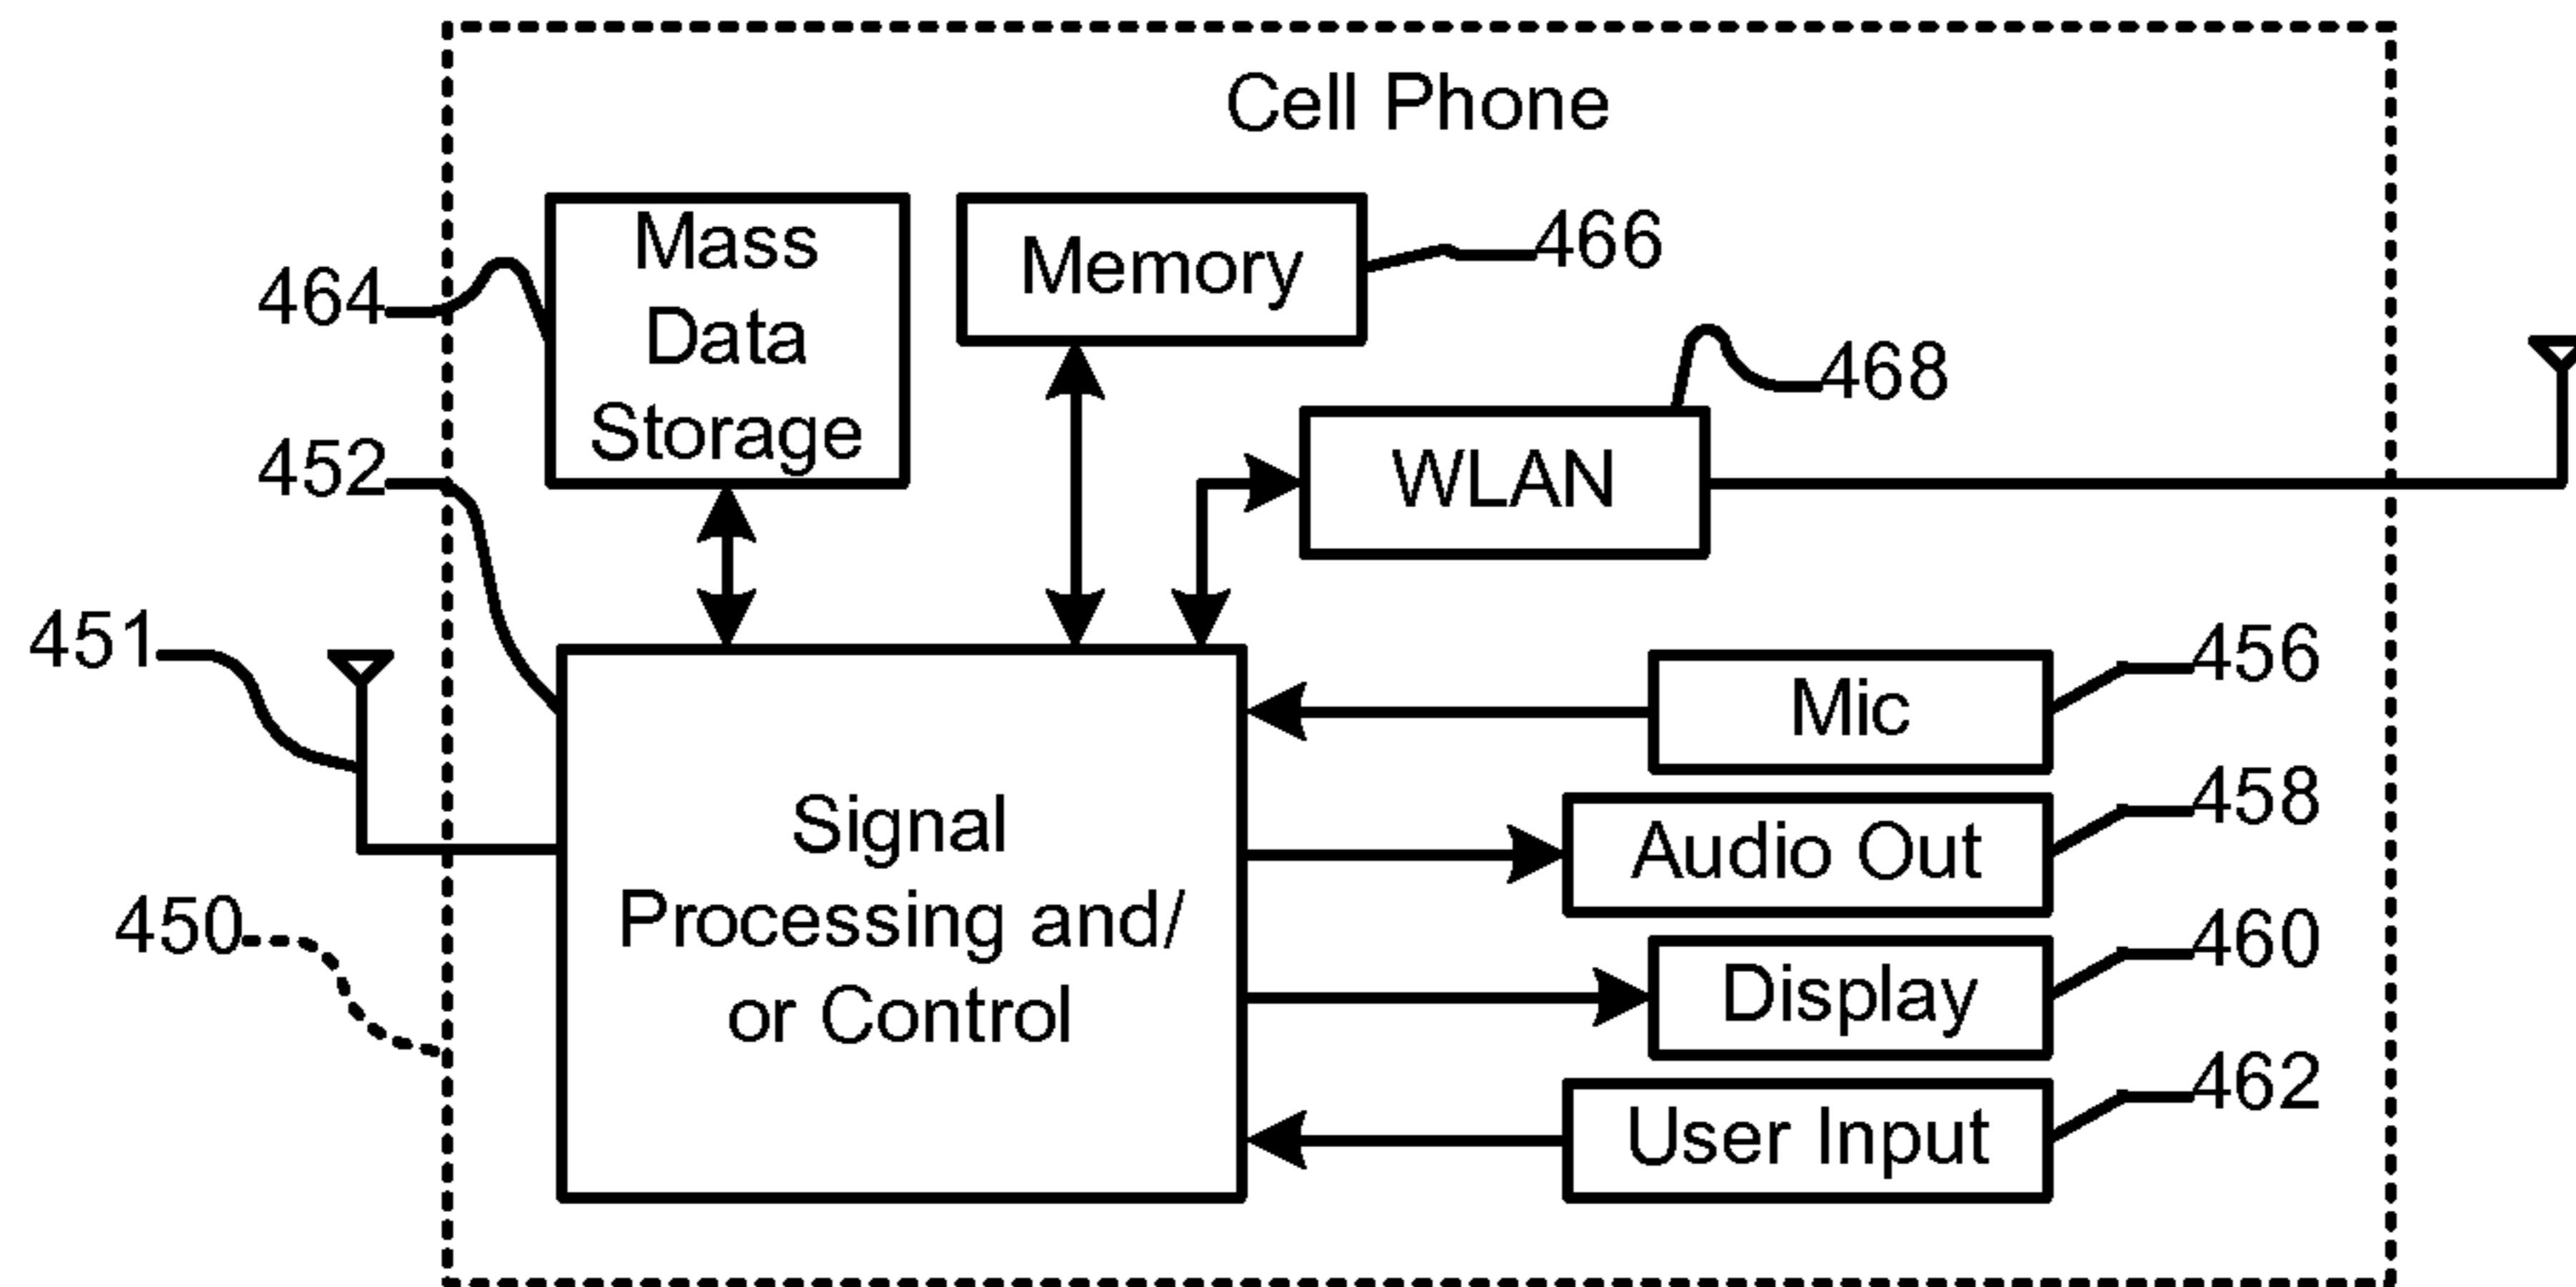 Cell Phone
Mass
Data
Storage
Memory
466
464
468
452
WLAN
451
Mic
456
Signal
Processing and/
or Control
Audio Out
458
450
Display
460
User Input
462